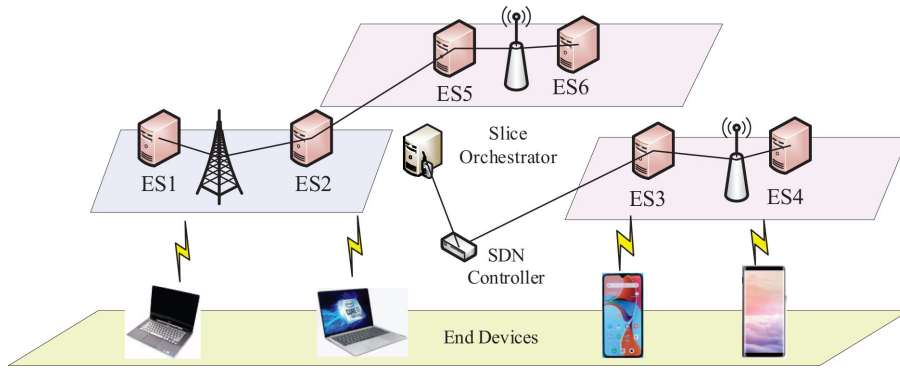 ES5
ES6
ES1
ES2
Slice
Orchestrator
ES3
ES4
SDN
Controller
End Devices